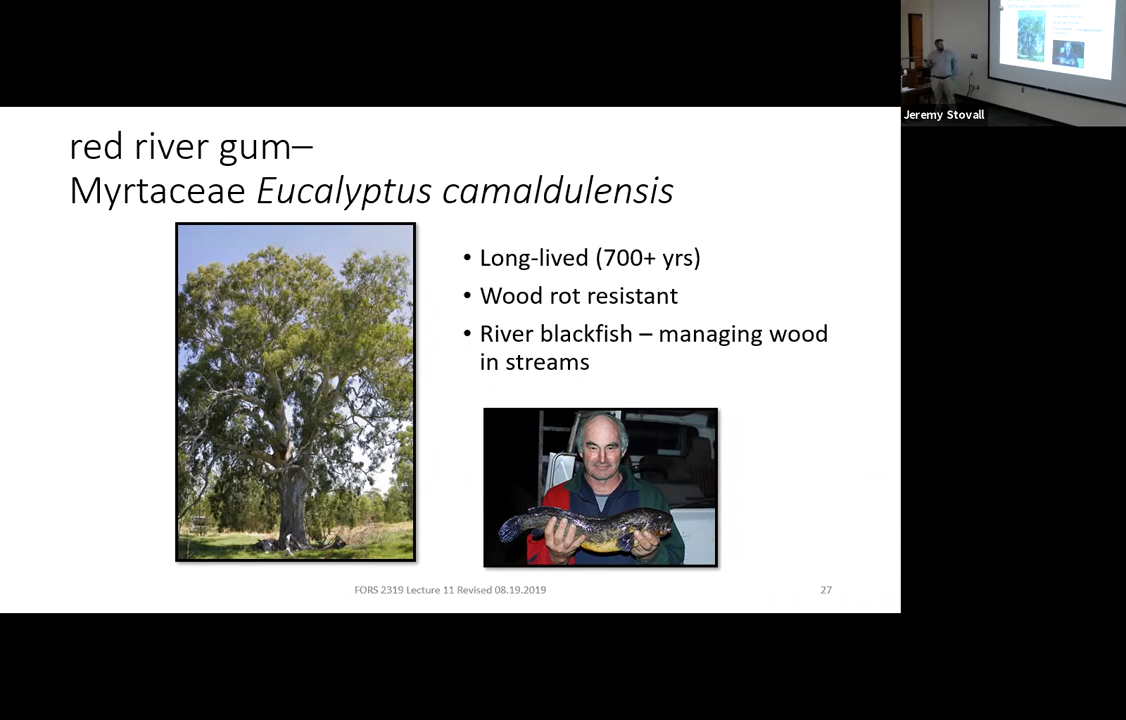 Jeremy Stovall
red river gum–
Myrtaceae Eucalyptus camaldulensis
• Long-lived (700+ yrs)
• Wood rot resistant
• River blackfish – managing wood
in streams
FORS 2319 Lecture 11 Revised 08.19.2019
27